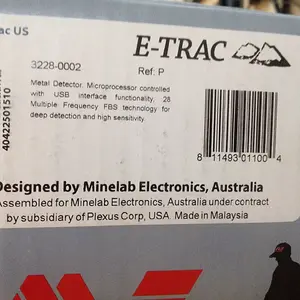 ac US
E-TRAC
3228-0002
Ref: P
Metal Detector. Microprocessor controlled
with USB interface functionality, 28
Multiple Frequency FBS technology for
deep detection and high sensitivity.
40422501510
8 11493 01100 4
Designed by Minelab Electronics, Australia
Assembled for Minelab Electronics, Australia under contract
by subsidiary of Plexus Corp, USA Made in Malaysia